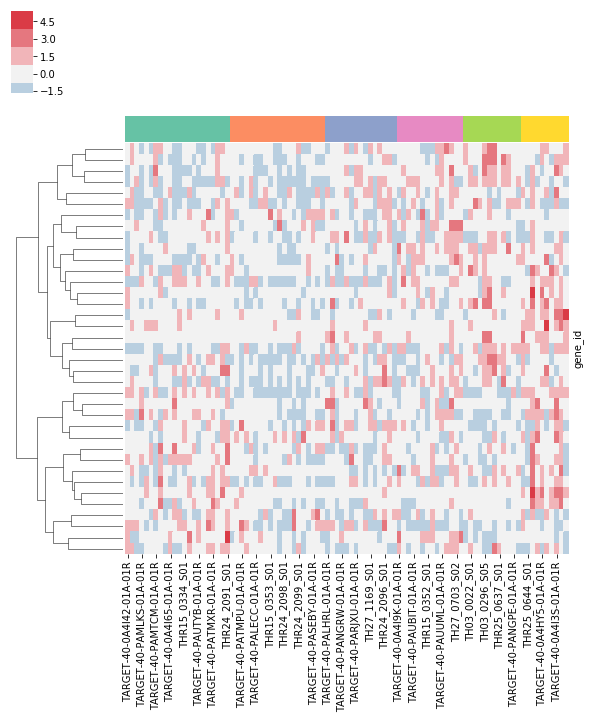 4.5
3.0
1.5
0.0
−1.5
gene_id
TARGET-40-0A4I42-01A-01R
TARGET-40-PAMLKS-01A-01R
TARGET-40-PAMTCM-01A-01R
TARGET-40-0A4I65-01A-01R
THR15_0334_S01
TARGET-40-PAUTYB-01A-01R
TARGET-40-PATMXR-01A-01R
THR24_2091_S01
TARGET-40-PATMPU-01A-01R
TARGET-40-PALECC-01A-01R
THR15_0353_S01
THR24_2098_S01
THR24_2099_S01
TARGET-40-PASEBY-01A-01R
TARGET-40-PALHRL-01A-01R
TARGET-40-PANGRW-01A-01R
TARGET-40-PARJXU-01A-01R
TH27_1169_S01
THR24_2096_S01
TARGET-40-0A4I9K-01A-01R
TARGET-40-PAUBIT-01A-01R
THR15_0352_S01
TARGET-40-PAUUML-01A-01R
TH27_0703_S02
TH03_0022_S01
TH03_0296_S05
THR25_0637_S01
TARGET-40-PANGPE-01A-01R
THR25_0644_S01
TARGET-40-0A4HY5-01A-01R
TARGET-40-0A4I3S-01A-01R